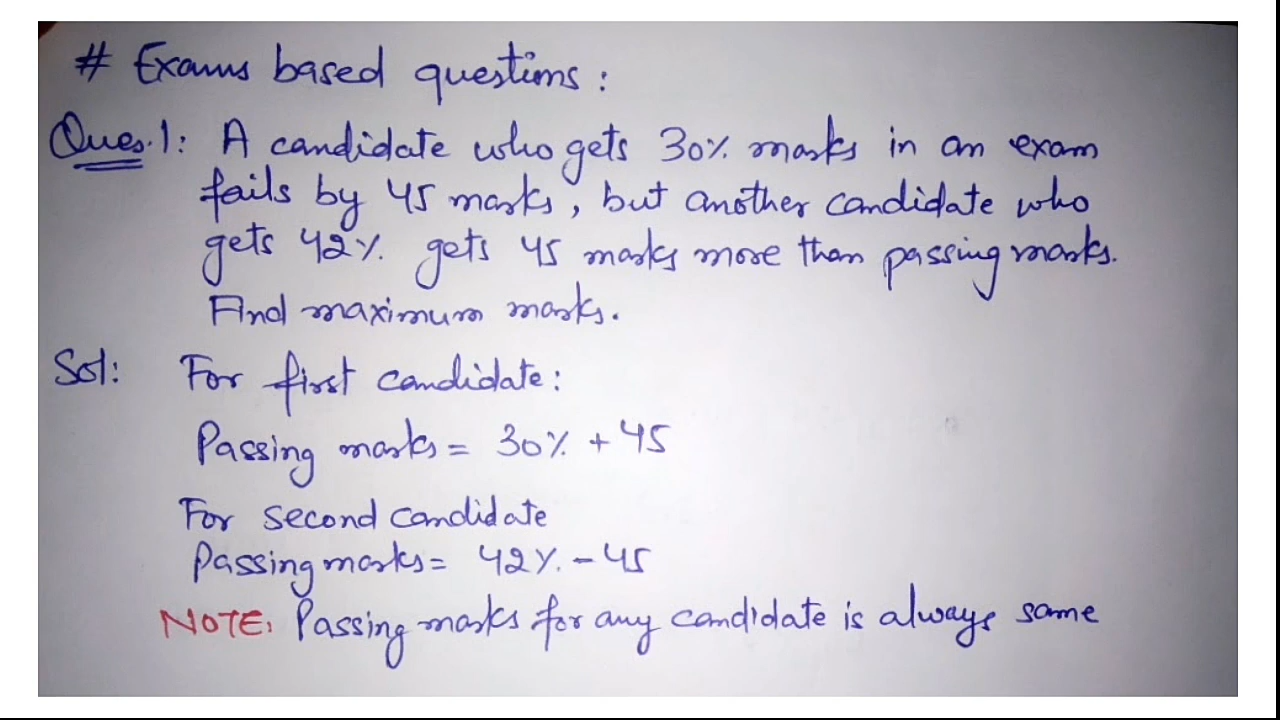 # Exams based questions :
Ques.1: A candidate who gets 30% marks in an exam
fails by 45 marks, but another candidate who
gets 42% gets 45 marks more than passing marks.
Find maximum marks.
Sol: For first candidate:
Passing marks = 30% + 45
For second candidate
Passing marks = 42% - 45
NOTE: Passing marks for any candidate is always same